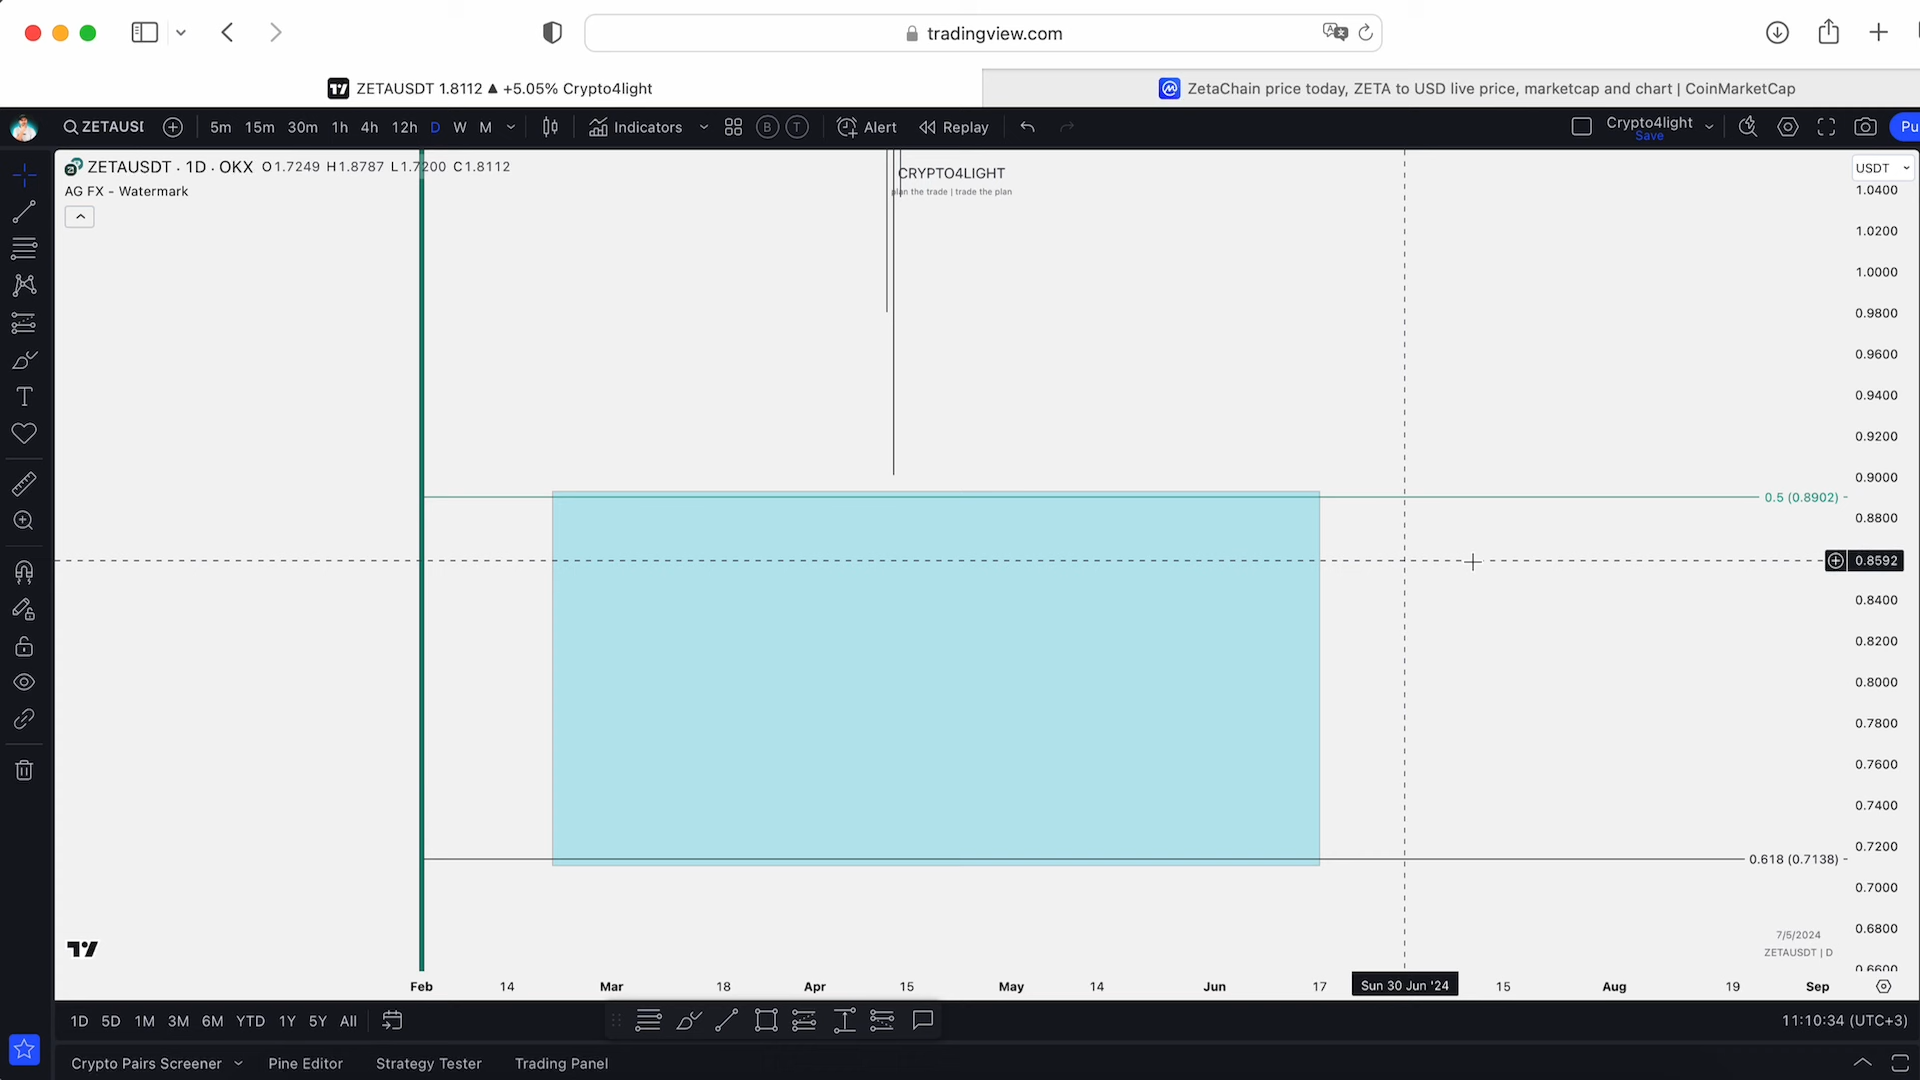 tradingview.com
ZETAUSDT 1.8112 ▲ +5.05% Crypto4light
ZetaChain price today, ZETA to USD live price, marketcap and chart | CoinMarketCap
ZETAUSI 5m 15m 30m 1h 4h 12h D W M Indicators B T Alert Replay Crypto4light Save Pu
ZETAUSDT · 1D · OKX O1.7249 H1.8787 L1.7200 C1.8112
AG FX - Watermark
CRYPTO4LIGHT
plan the trade | trade the plan
USDT
1.0400
1.0200
1.0000
0.9800
0.9600
0.9400
0.9200
0.9000
0.5 (0.8902)
0.8800
0.8592
0.8400
0.8200
0.8000
0.7800
0.7600
0.7400
0.7200
0.618 (0.7138)
0.7000
0.6800
7/5/2024
ZETAUSDT | D
0.6600
Feb 14 Mar 18 Apr 15 May 14 Jun 17 Sun 30 Jun '24 15 Aug 19 Sep
1D 5D 1M 3M 6M YTD 1Y 5Y All 11:10:34 (UTC+3)
Crypto Pairs Screener Pine Editor Strategy Tester Trading Panel